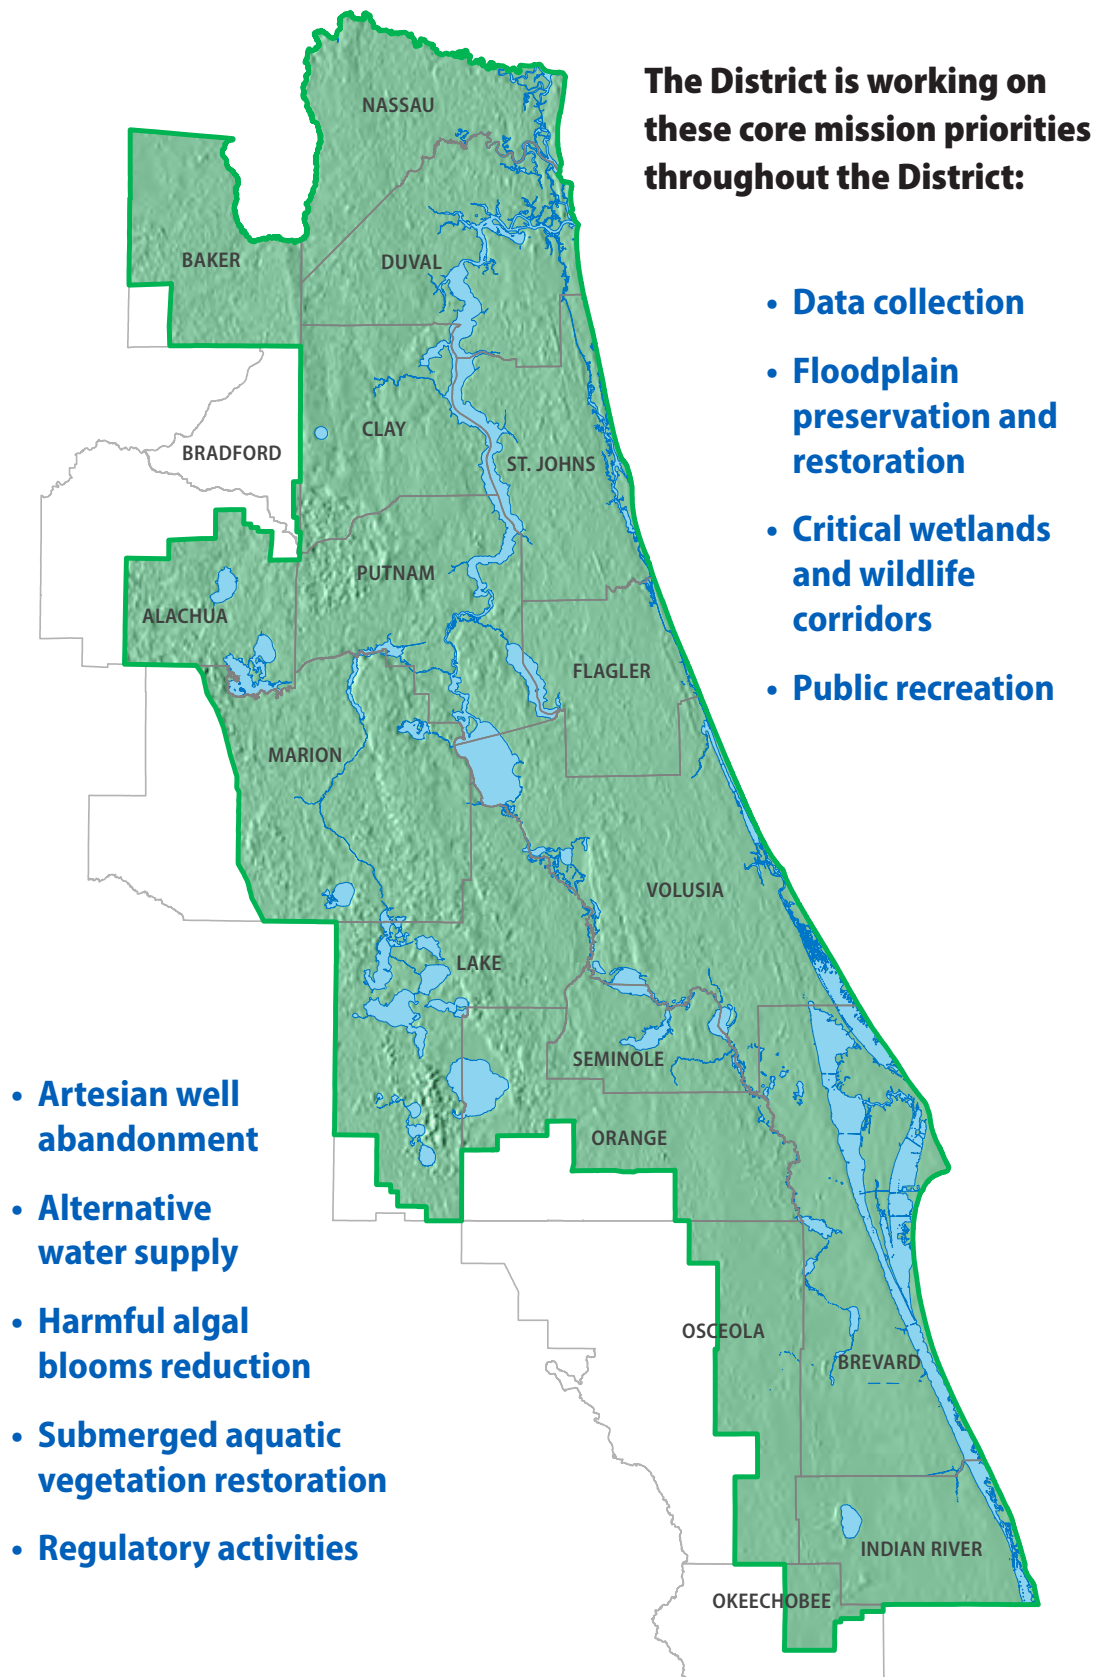 The District is working on
these core mission priorities
throughout the District:
• Data collection
• Floodplain
preservation and
restoration
• Critical wetlands
and wildlife
corridors
• Public recreation
NASSAU
BAKER
DUVAL
CLAY
BRADFORD
ST. JOHNS
PUTNAM
ALACHUA
FLAGLER
MARION
VOLUSIA
LAKE
SEMINOLE
ORANGE
OSCEOLA
BREVARD
INDIAN RIVER
OKEECHOBEE
• Artesian well
abandonment
• Alternative
water supply
• Harmful algal
blooms reduction
• Submerged aquatic
vegetation restoration
• Regulatory activities